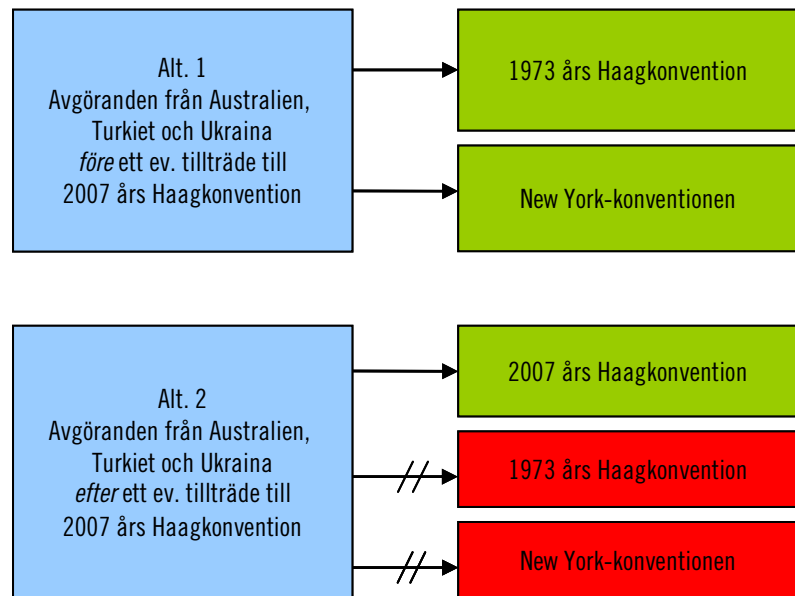 Alt. 1
Avgöranden från Australien,
Turkiet och Ukraina
före ett ev. tillträde till
2007 års Haagkonvention
1973 års Haagkonvention
New York-konventionen
Alt. 2
Avgöranden från Australien,
Turkiet och Ukraina
efter ett ev. tillträde till
2007 års Haagkonvention
2007 års Haagkonvention
1973 års Haagkonvention
New York-konventionen